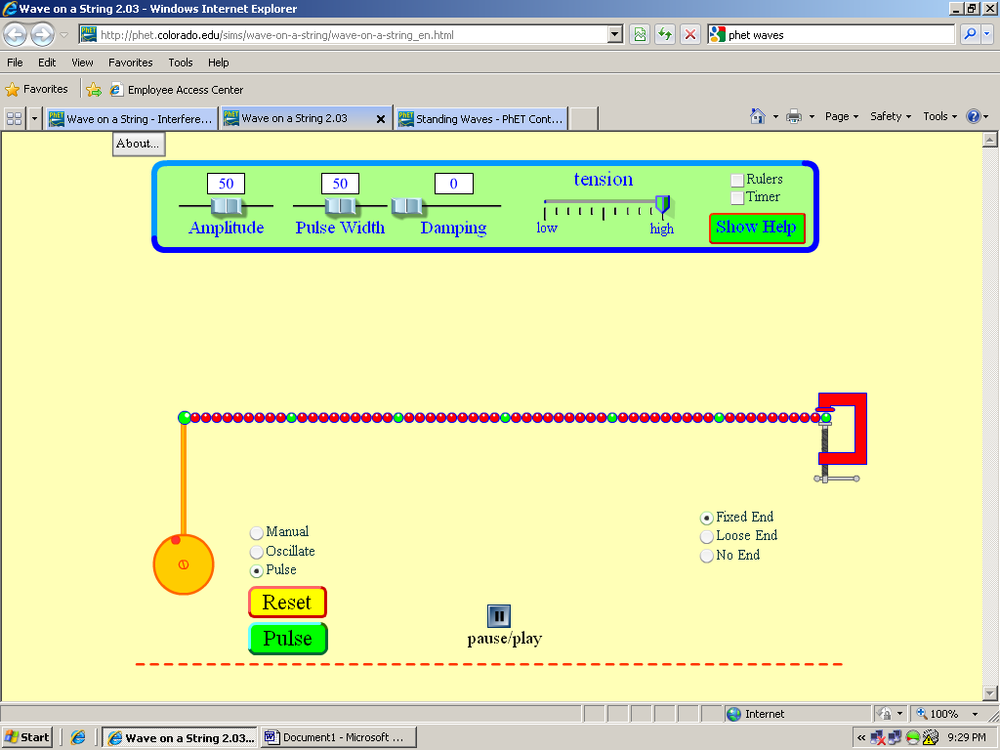 Wave on a String 2.03 - Windows Internet Explorer
http://phet.colorado.edu/sims/wave-on-a-string/wave-on-a-string_en.html
phet waves
File Edit View Favorites Tools Help
Favorites Employee Access Center
Wave on a String - Interfere... Wave on a String 2.03 Standing Waves - PhET Cont... Page Safety Tools
About...
50 50 0 tension Rulers
Timer
Amplitude Pulse Width Damping low high Show Help
Fixed End
Manual Loose End
Oscillate No End
Pulse
Reset
Pulse pause/play
Internet 100%
Start Wave on a String 2.03... Document1 - Microsoft ... 9:29 PM